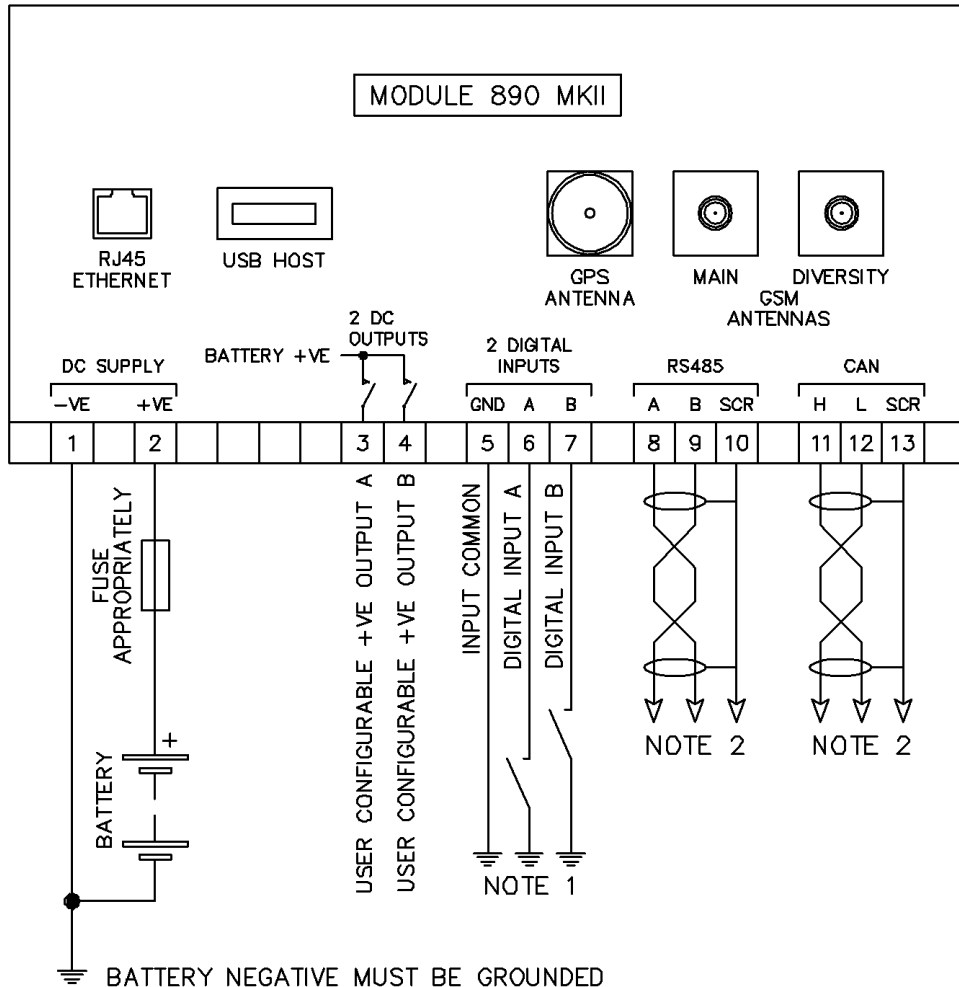 MODULE 890 MKII
RJ45
ETHERNET
USB HOST
GPS
ANTENNA
MAIN
DIVERSITY
GSM
ANTENNAS
2 DC
OUTPUTS
BATTERY +VE
2 DIGITAL
INPUTS
DC SUPPLY
RS485
CAN
-VE +VE
GND A B
A B SCR
H L SCR
1 2 3 4 5 6 7 8 9 10 11 12 13
FUSE
APPROPRIATELY
BATTERY
+
USER CONFIGURABLE +VE OUTPUT A
USER CONFIGURABLE +VE OUTPUT B
INPUT COMMON
DIGITAL INPUT A
DIGITAL INPUT B
NOTE 1
NOTE 2
NOTE 2
BATTERY NEGATIVE MUST BE GROUNDED